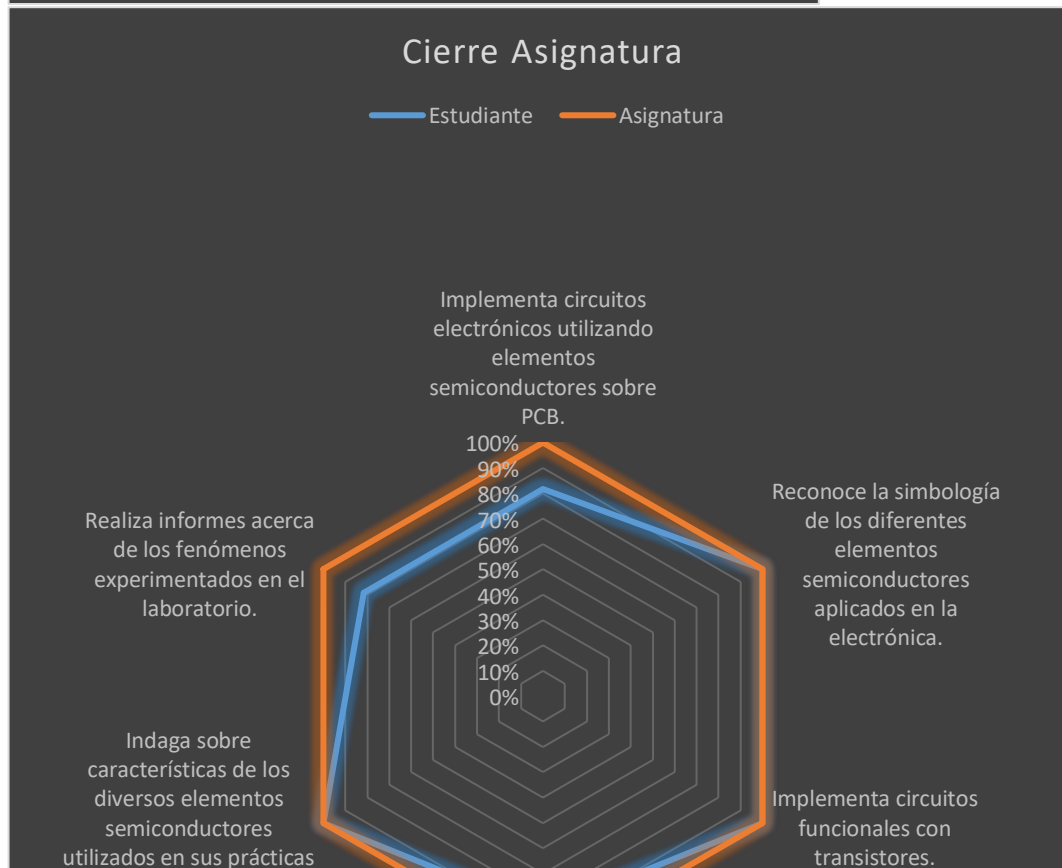 Cierre Asignatura
Estudiante
Asignatura
Implementa circuitos
electrónicos utilizando
elementos
semiconductores sobre
PCB.
100%
90%
80%
70%
60%
50%
40%
30%
20%
10%
0%
Reconoce la simbología
de los diferentes
elementos
semiconductores
aplicados en la
electrónica.
Implementa circuitos
funcionales con
transistores.
Indaga sobre
características de los
diversos elementos
semiconductores
utilizados en sus prácticas
Realiza informes acerca
de los fenómenos
experimentados en el
laboratorio.